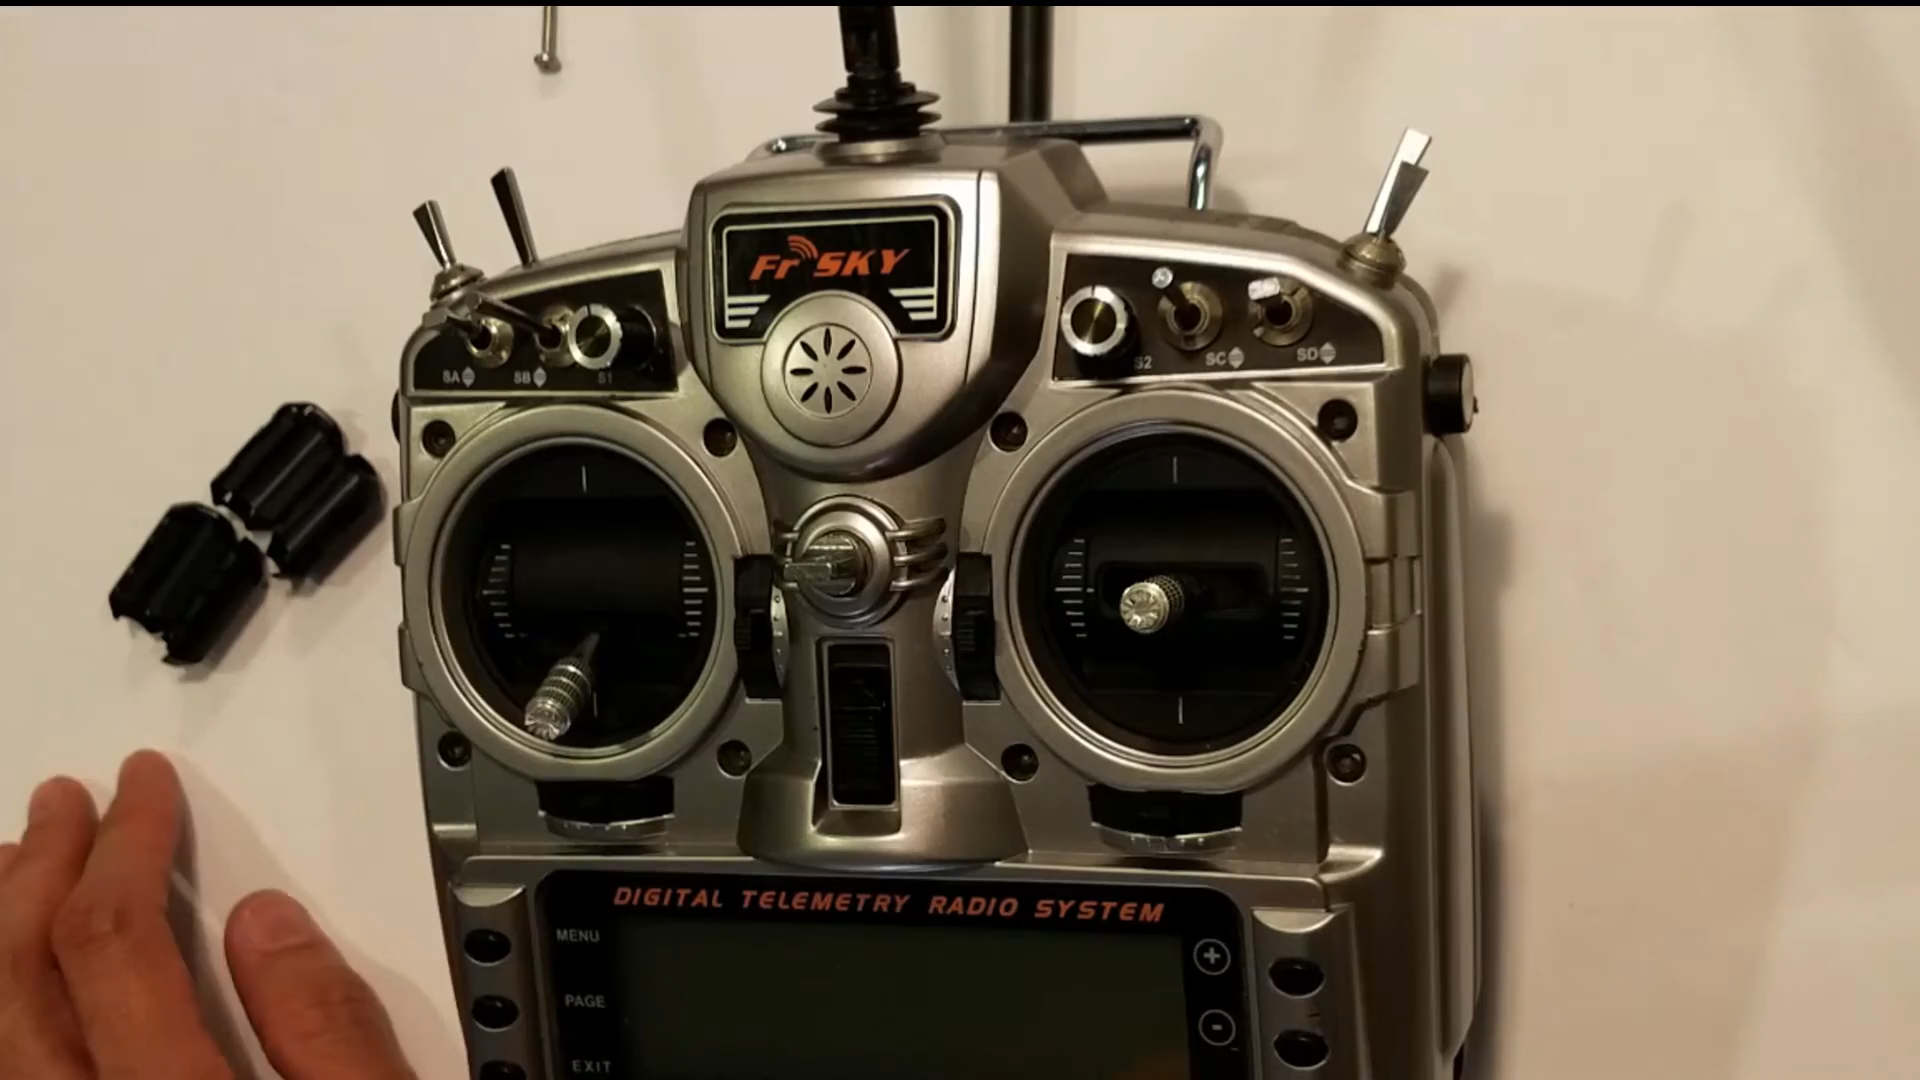 FrSKY
SA SB S1
S2 SC SD
DIGITAL TELEMETRY RADIO SYSTEM
MENU
PAGE
EXIT
+
-